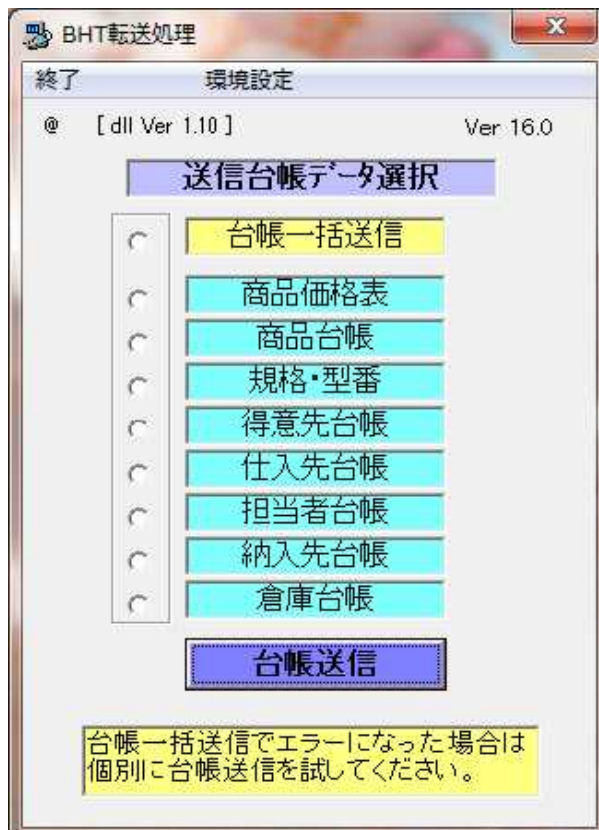 BHT転送処理
終了 環境設定
@ [ dll Ver 1.10 ] Ver 16.0
送信台帳ﾃﾞｰﾀ選択
台帳一括送信
商品価格表
商品台帳
規格・型番
得意先台帳
仕入先台帳
担当者台帳
納入先台帳
倉庫台帳
台帳送信
台帳一括送信でエラーになった場合は
個別に台帳送信を試してください。